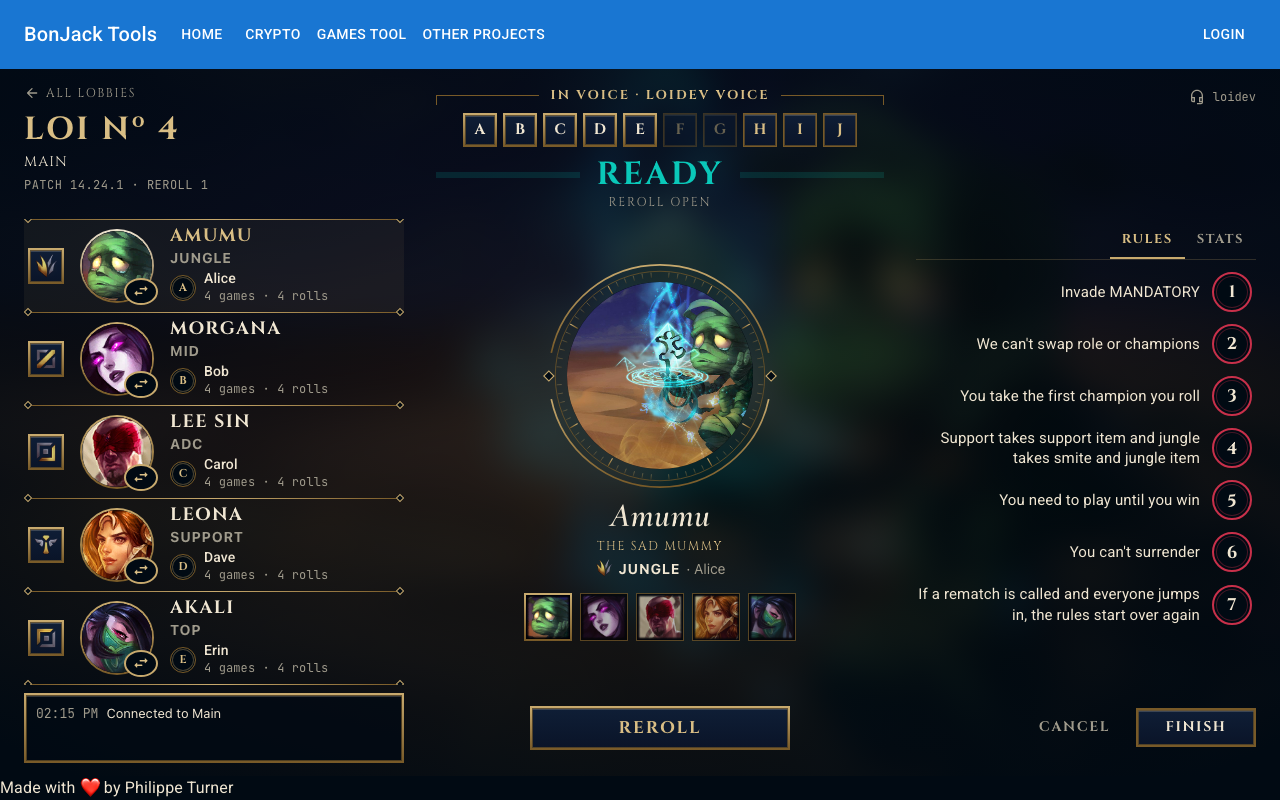 BonJack Tools HOME CRYPTO GAMES TOOL OTHER PROJECTS LOGIN
ALL LOBBIES
LOI Nº 4
MAIN
PATCH 14.24.1 · REROLL 1
IN VOICE · LOIDEV VOICE
A B C D E F G H I J
READY
REROLL OPEN
loidev
AMUMU
JUNGLE
A Alice
4 games · 4 rolls
MORGANA
MID
B Bob
4 games · 4 rolls
LEE SIN
ADC
C Carol
4 games · 4 rolls
LEONA
SUPPORT
D Dave
4 games · 4 rolls
AKALI
TOP
E Erin
4 games · 4 rolls
02:15 PM Connected to Main
Amumu
THE SAD MUMMY
JUNGLE · Alice
REROLL
RULES STATS
Invade MANDATORY 1
We can't swap role or champions 2
You take the first champion you roll 3
Support takes support item and jungle
takes smite and jungle item 4
You need to play until you win 5
You can't surrender 6
If a rematch is called and everyone jumps
in, the rules start over again 7
CANCEL FINISH
Made with ❤️ by Philippe Turner